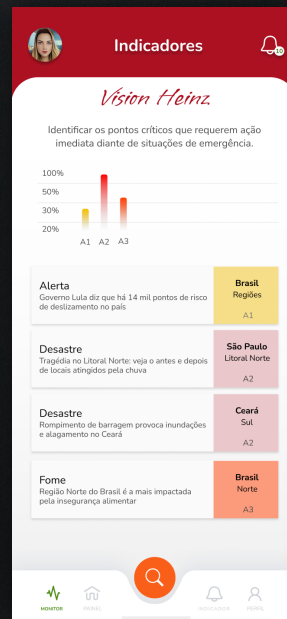 Indicadores
10
Vision Heinz
Identificar os pontos críticos que requerem ação
imediata diante de situações de emergência.
100%
50%
30%
20%
A1 A2 A3
Alerta
Governo Lula diz que há 14 mil pontos de risco
de deslizamento no país
Brasil
Regiões
A1
Desastre
Tragédia no Litoral Norte: veja o antes e depois
de locais atingidos pela chuva
São Paulo
Litoral Norte
A2
Desastre
Rompimento de barragem provoca inundações
e alagamento no Ceará
Ceará
Sul
A2
Fome
Região Norte do Brasil é a mais impactada
pela insegurança alimentar
Brasil
Norte
A3
MONITOR
PAINEL
INDICADOR
PERFIL